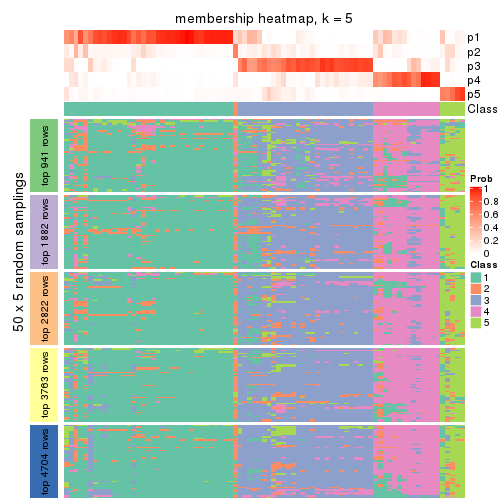 membership heatmap, k = 5
p1
p2
p3
p4
p5
Class
50 x 5 random samplings
top 941 rows
top 1882 rows
top 2822 rows
top 3763 rows
top 4704 rows
Prob
1
0.8
0.6
0.4
0.2
0
Class
1
2
3
4
5